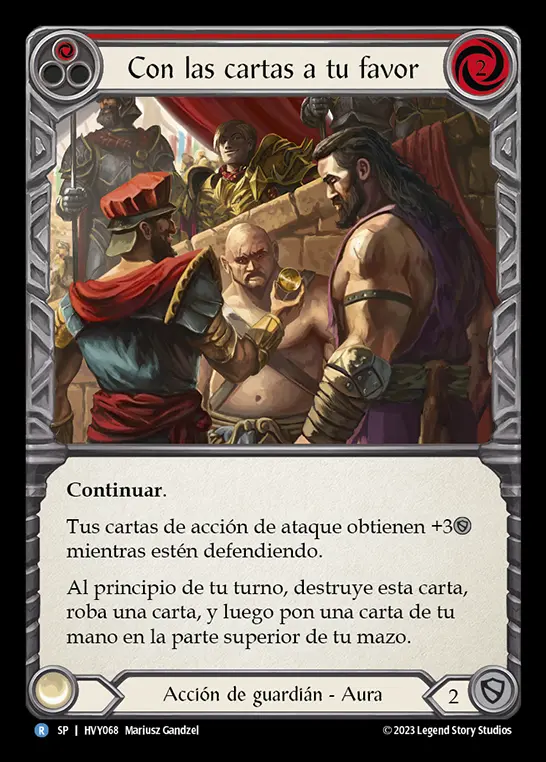 Con las cartas a tu favor
2
Continuar.
Tus cartas de acción de ataque obtienen +3
mientras estén defendiendo.
Al principio de tu turno, destruye esta carta,
roba una carta, y luego pon una carta de tu
mano en la parte superior de tu mazo.
Acción de guardián - Aura
2
R SP | HVY068 Mariusz Gandzel
© 2023 Legend Story Studios